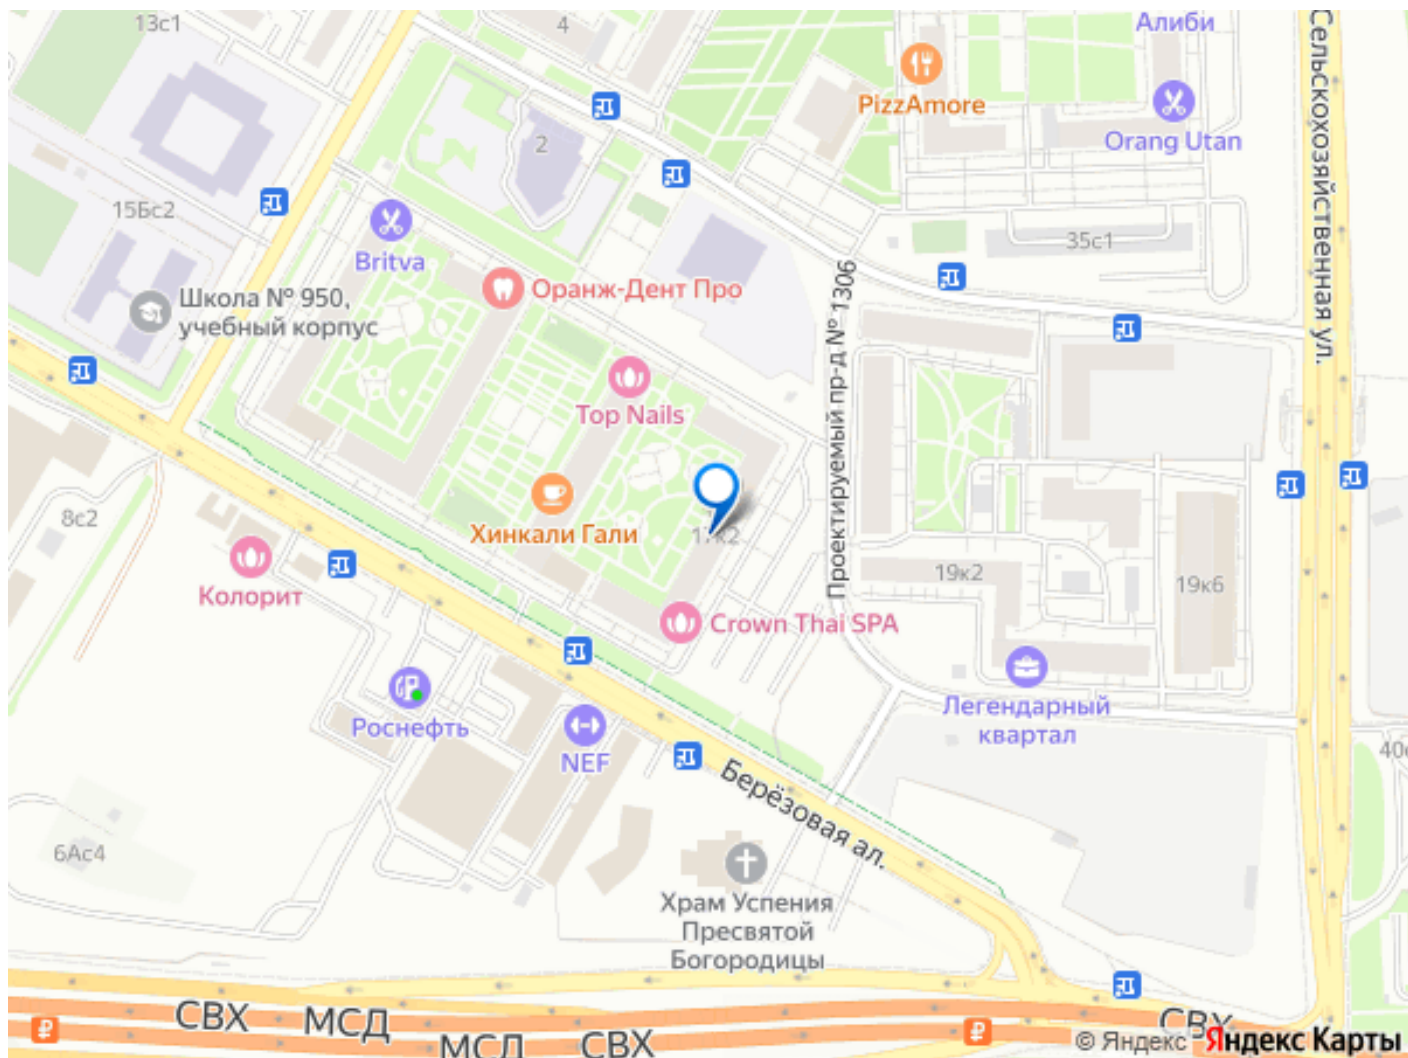 13с1
4
Алиби
PizzAmore
Orang Utan
Сельскохозяйственная ул.
2
15Бс2
35с1
Britva
Оранж-Дент Про
Школа № 950,
учебный корпус
Проектируемый пр-д № 1306
Top Nails
8с2
Хинкали Гали
17к2
19к2
19к6
Колорит
Crown Thai SPA
Роснефть
Легендарный
квартал
NEF
Берёзовая ал.
6Ас4
Храм Успения
Пресвятой
Богородицы
СВХ
МСД
МСД
СВХ
СВХ
© Яндекс Яндекс Карты